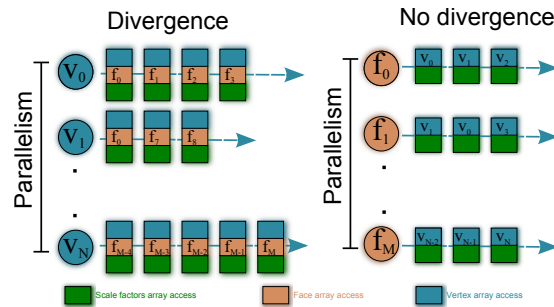 Divergence
No divergence
Parallelism
v0 f0 f1 f2 f3
v1 f0 f7 f8
. .
vN fM-4 fM-3 fM-2 fM-1 fM
Parallelism
f0 v0 v1 v2
f1 v1 v0 v3
. .
fM vN-2 vN-1 vN
Scale factors array access
Face array access
Vertex array access